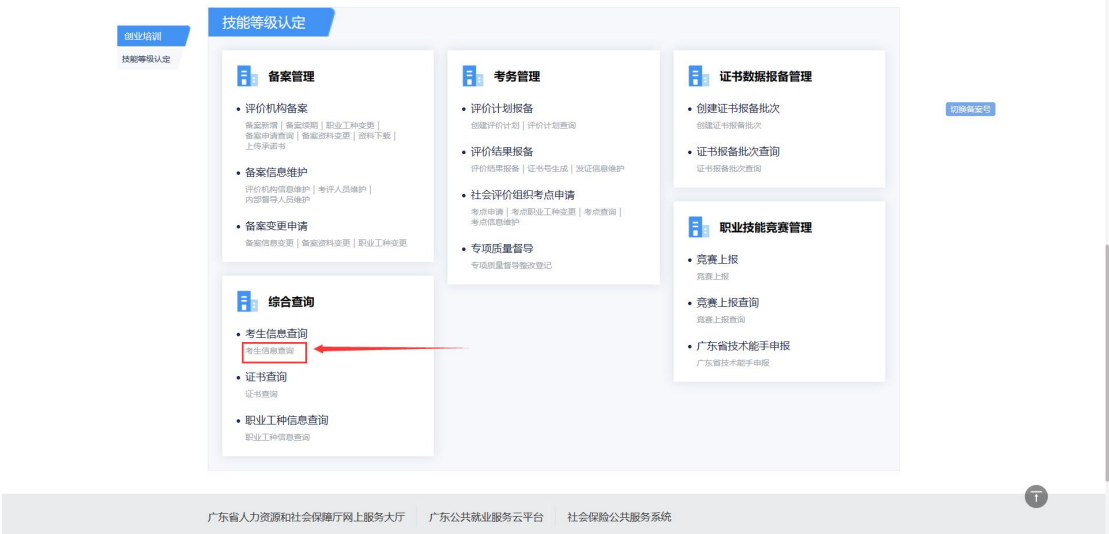 创业培训
技能等级认定
技能等级认定
备案管理
• 评价机构备案
备案新增 | 备案续期 | 职业工种变更 |
备案申请查询 | 备案资料变更 | 资料下载 |
上传承诺书
• 备案信息维护
评价机构信息维护 | 考评人员维护 |
内部督导人员维护
• 备案变更申请
备案信息变更 | 备案资料变更 | 职业工种变更
综合查询
• 考生信息查询
考生信息查询
• 证书查询
证书查询
• 职业工种信息查询
职业工种信息查询
考务管理
• 评价计划报备
创建评价计划 | 评价计划查询
• 评价结果报备
评价结果报备 | 证书号生成 | 发证信息维护
• 社会评价组织考点申请
考点申请 | 考点职业工种变更 | 考点查询 |
考点信息维护
• 专项质量督导
专项质量督导整改登记
证书数据报备管理
• 创建证书报备批次
创建证书报备批次
• 证书报备批次查询
证书报备批次查询
职业技能竞赛管理
• 竞赛上报
竞赛上报
• 竞赛上报查询
竞赛上报查询
• 广东省技术能手申报
广东省技术能手申报
切换备案号
广东省人力资源和社会保障厅网上服务大厅 广东公共就业服务云平台 社会保险公共服务系统